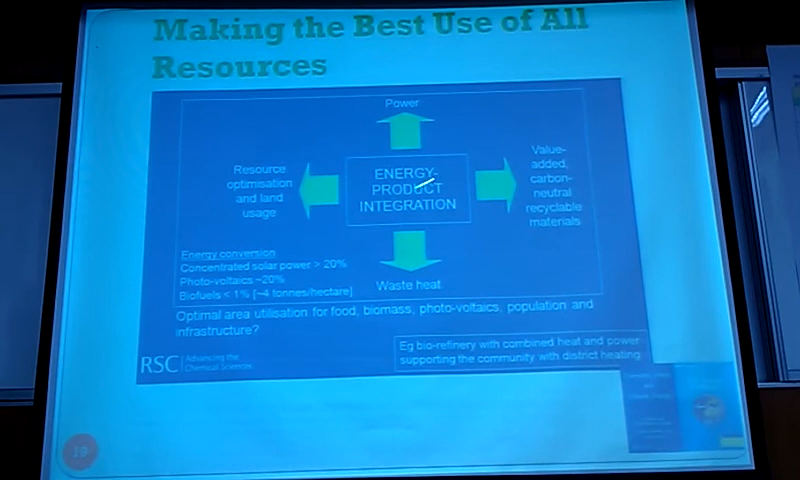 Making the Best Use of All
Resources
Power
Resource
optimisation
and land
usage
ENERGY-
PRODUCT
INTEGRATION
Value-
added,
carbon-
neutral
recyclable
materials
Waste heat
Energy conversion
Concentrated solar power > 20%
Photo-voltaics ~20%
Biofuels < 1% [~4 tonnes/hectare]
Optimal area utilisation for food, biomass, photo-voltaics, population and
infrastructure?
Eg bio-refinery with combined heat and power
supporting the community with district heating
RSC
Advancing the
Chemical Sciences
19